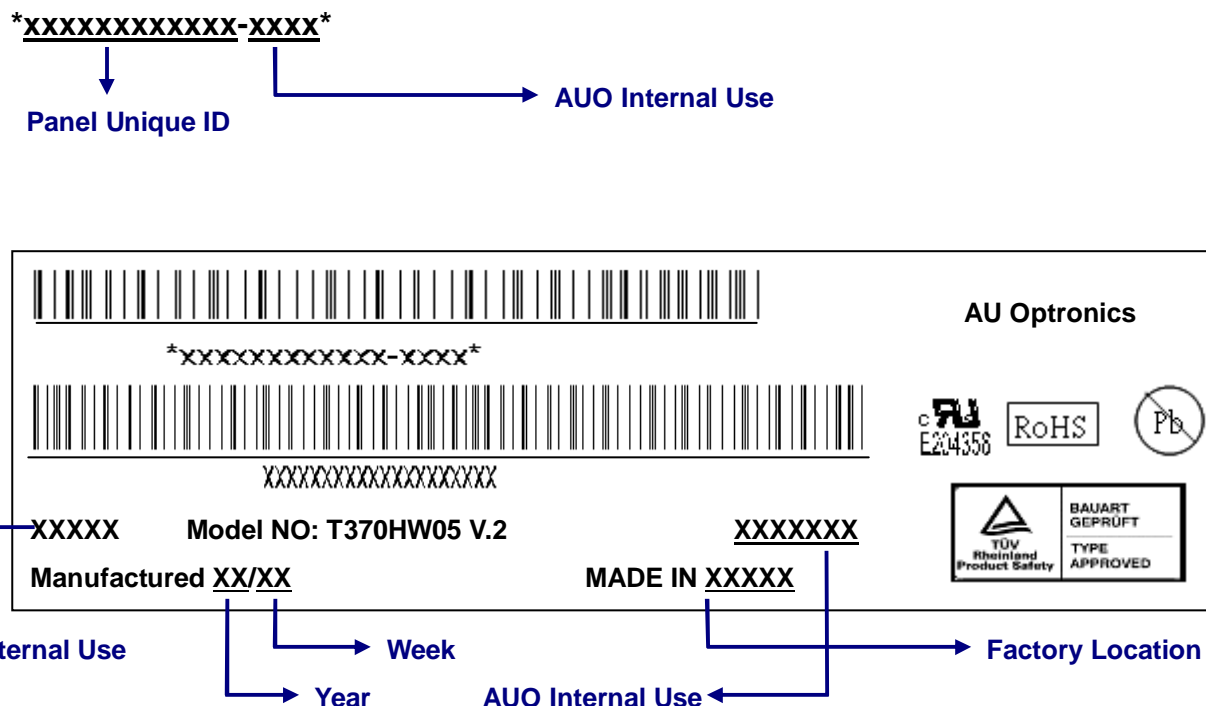 *xxxxxxxxxxxx-xxxx*
AUO Internal Use
Panel Unique ID
AU Optronics
*xxxxxxxxxxxx-xxxx*
c RU
E204356
RoHS
Pb
XXXXXXXXXXXXXXXXXXXX
XXXXX Model NO: T370HW05 V.2 XXXXXXX
TÜV
Rheinland
Product Safety
BAUART
GEPRÜFT
TYPE
APPROVED
Manufactured XX/XX MADE IN XXXXX
ternal Use
Week
Factory Location
Year
AUO Internal Use